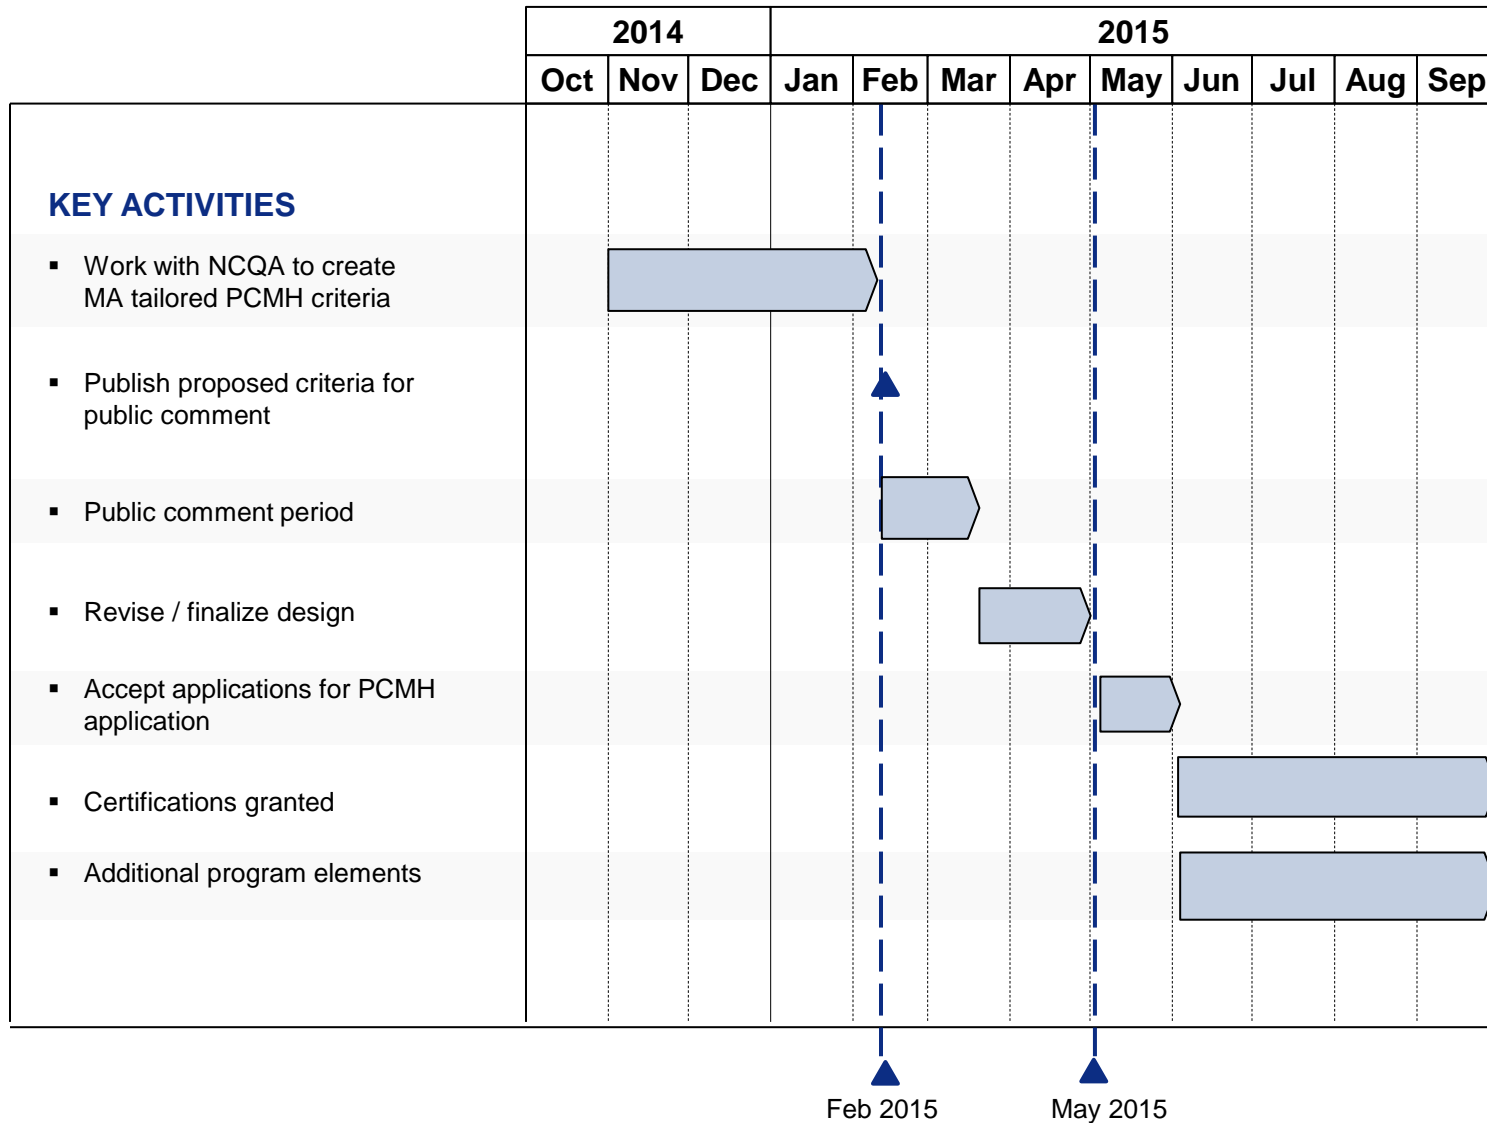 2014 2015
Oct Nov Dec Jan Feb Mar Apr May Jun Jul Aug Sep
KEY ACTIVITIES
▪ Work with NCQA to create
MA tailored PCMH criteria
▪ Publish proposed criteria for
public comment
▪ Public comment period
▪ Revise / finalize design
▪ Accept applications for PCMH
application
▪ Certifications granted
▪ Additional program elements
Feb 2015 May 2015